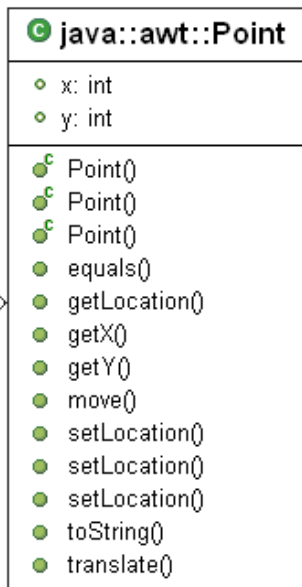 C java::awt::Point
x: int
y: int
c Point()
c Point()
c Point()
equals()
getLocation()
getX()
getY()
move()
setLocation()
setLocation()
setLocation()
toString()
translate()